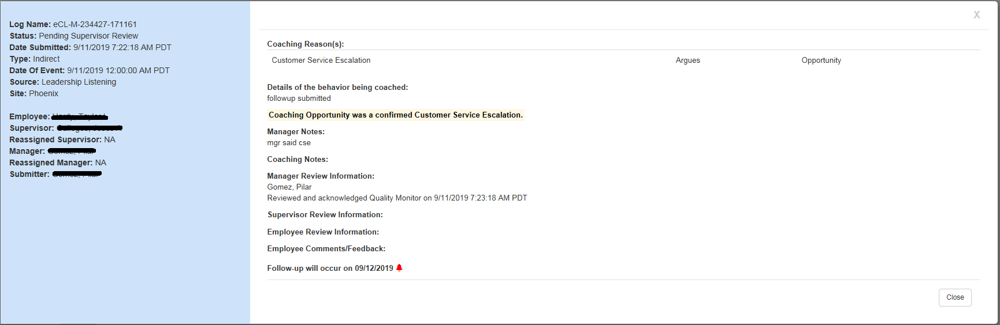 X
Log Name: eCL-M-234427-171161
Status: Pending Supervisor Review
Date Submitted: 9/11/2019 7:22:18 AM PDT
Type: Indirect
Date Of Event: 9/11/2019 12:00:00 AM PDT
Source: Leadership Listening
Site: Phoenix
Employee:
Supervisor:
Reassigned Supervisor: NA
Manager:
Reassigned Manager: NA
Submitter:
Coaching Reason(s):
Customer Service Escalation Argues Opportunity
Details of the behavior being coached:
followup submitted
Coaching Opportunity was a confirmed Customer Service Escalation.
Manager Notes:
mgr said cse
Coaching Notes:
Manager Review Information:
Gomez, Pilar
Reviewed and acknowledged Quality Monitor on 9/11/2019 7:23:18 AM PDT
Supervisor Review Information:
Employee Review Information:
Employee Comments/Feedback:
Follow-up will occur on 09/12/2019
Close